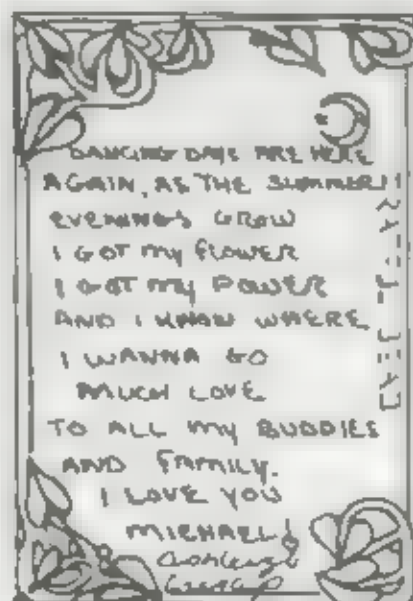 DANCING DAYS ARE HERE
AGAIN, AS THE SUMMER
EVENINGS GROW
I GOT MY FLOWER
I GOT MY POWER
AND I KNOW WHERE
I WANNA GO
MUCH LOVE
TO ALL MY BUDDIES
AND FAMILY.
I LOVE YOU
MICHAEL!